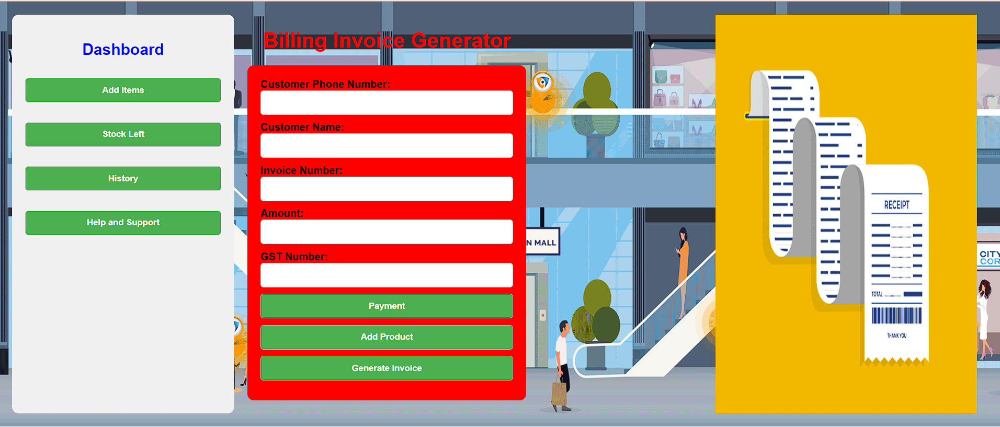 Dashboard
Add Items
Stock Left
History
Help and Support
Billing Invoice Generator
Customer Phone Number:
Customer Name:
Invoice Number:
Amount:
GST Number:
Payment
Add Product
Generate Invoice
N MALL
RECEIPT
TOTAL
THANK YOU
CITY
COR